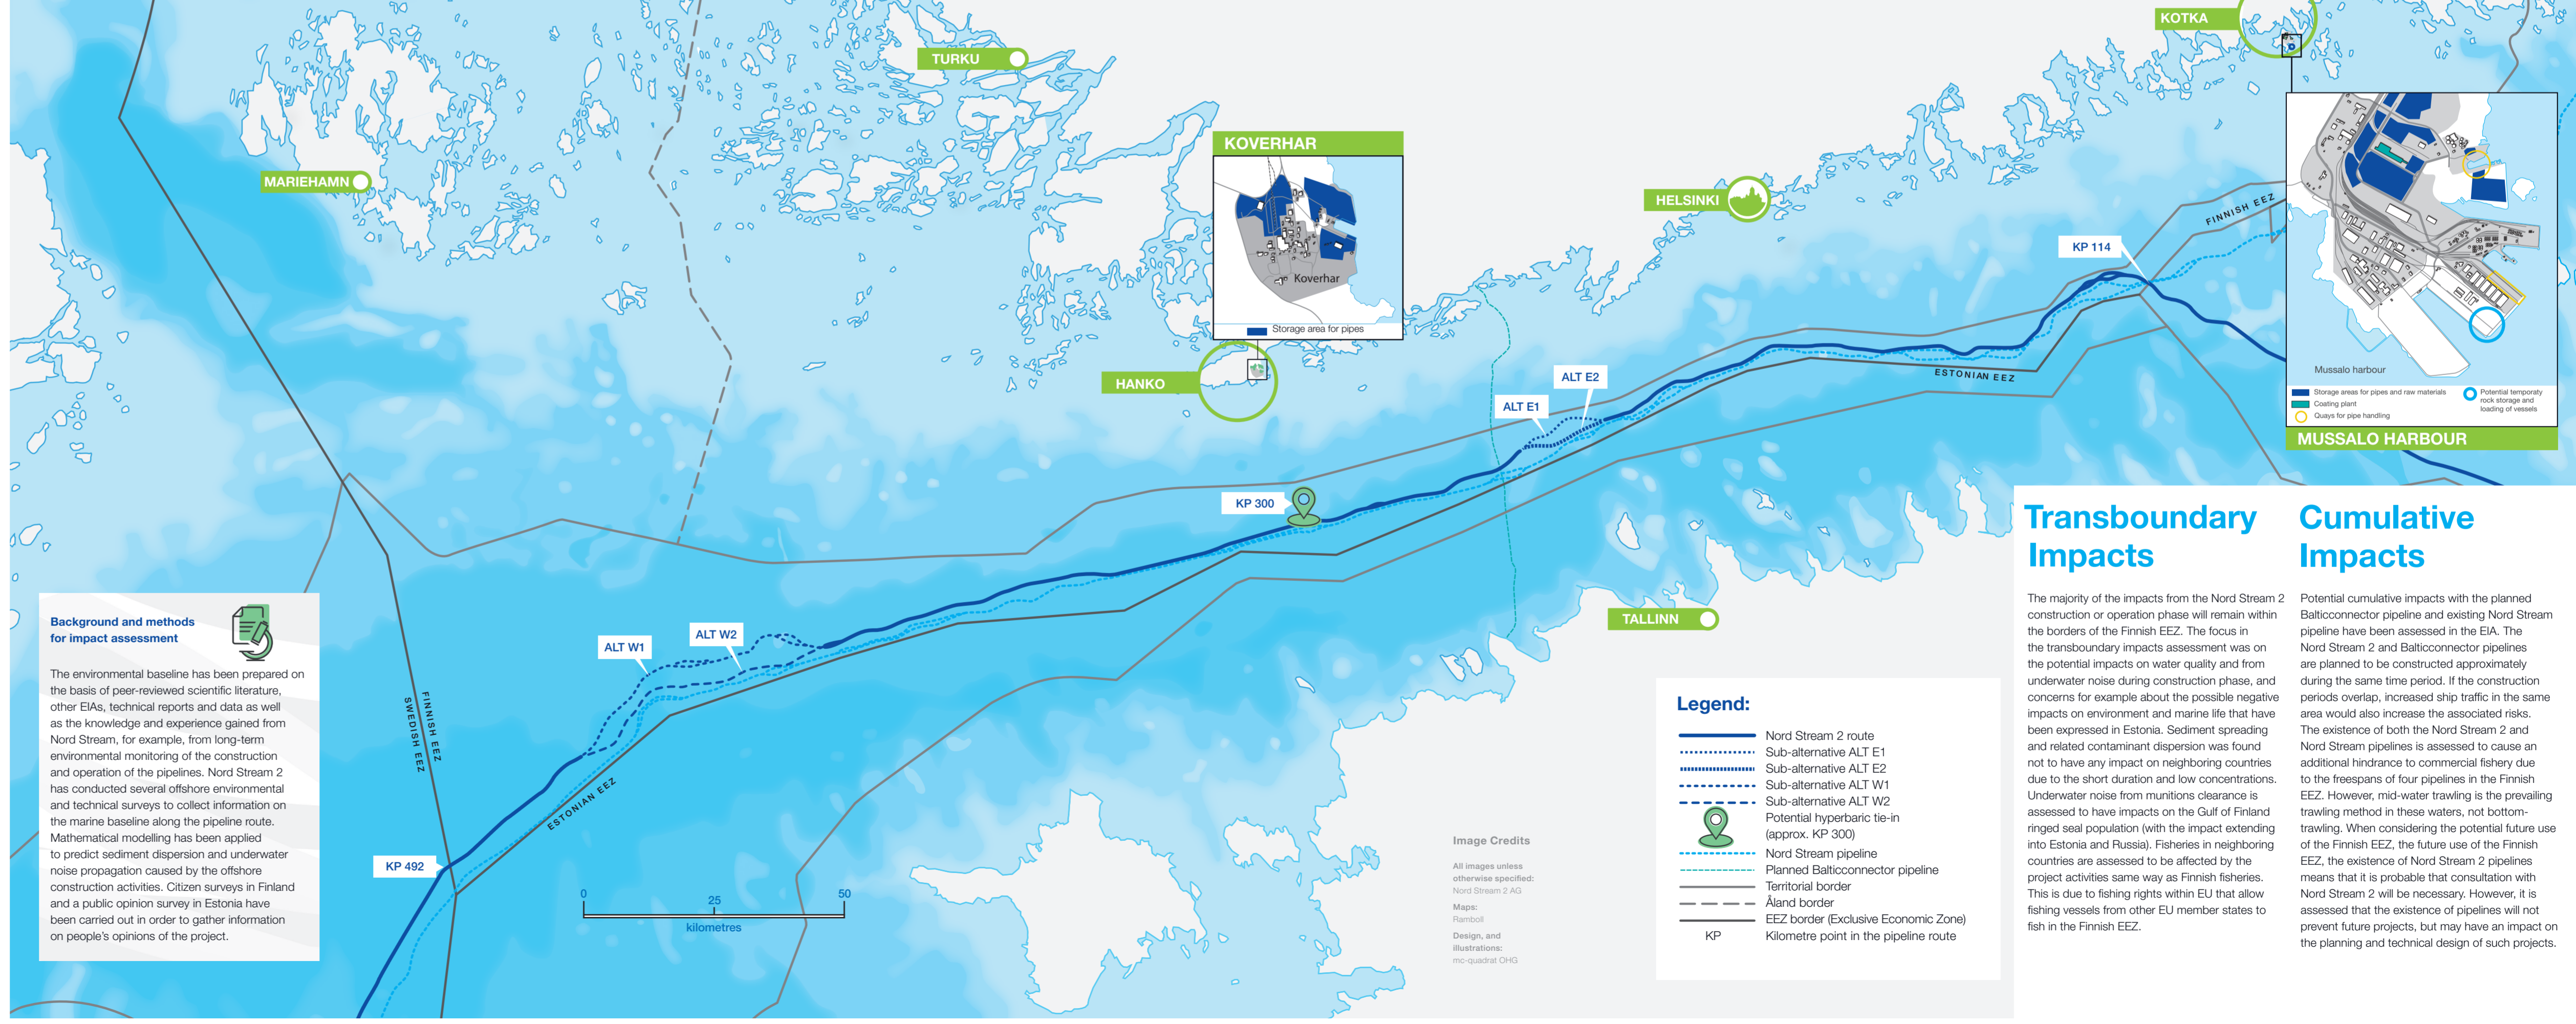 KOTKA
TURKU
MARIEHAMN
KOVERHAR
Koverhar
Storage area for pipes
HELSINKI
FINNISH EEZ
KP 114
Mussalo harbour
Storage areas for pipes and raw materials
Coating plant
Quays for pipe handling
Potential temporaty
rock storage and
loading of vessels
MUSSALO HARBOUR
HANKO
ALT E2
ALT E1
ESTONIAN EEZ
KP 300
TALLINN
ALT W2
ALT W1
FINNISH EEZ
SWEDISH EEZ
ESTONIAN EEZ
KP 492
0
25
50
kilometres
Background and methods
for impact assessment
The environmental baseline has been prepared on
the basis of peer-reviewed scientific literature,
other EIAs, technical reports and data as well
as the knowledge and experience gained from
Nord Stream, for example, from long-term
environmental monitoring of the construction
and operation of the pipelines. Nord Stream 2
has conducted several offshore environmental
and technical surveys to collect information on
the marine baseline along the pipeline route.
Mathematical modelling has been applied
to predict sediment dispersion and underwater
noise propagation caused by the offshore
construction activities. Citizen surveys in Finland
and a public opinion survey in Estonia have
been carried out in order to gather information
on people's opinions of the project.
Image Credits
All images unless
otherwise specified:
Nord Stream 2 AG
Maps:
Ramboll
Design, and
illustrations:
mc-quadrat OHG
Legend:
Nord Stream 2 route
Sub-alternative ALT E1
Sub-alternative ALT E2
Sub-alternative ALT W1
Sub-alternative ALT W2
Potential hyperbaric tie-in
(approx. KP 300)
Nord Stream pipeline
Planned Balticconnector pipeline
Territorial border
Åland border
EEZ border (Exclusive Economic Zone)
KP Kilometre point in the pipeline route
Transboundary
Impacts
The majority of the impacts from the Nord Stream 2
construction or operation phase will remain within
the borders of the Finnish EEZ. The focus in
the transboundary impacts assessment was on
the potential impacts on water quality and from
underwater noise during construction phase, and
concerns for example about the possible negative
impacts on environment and marine life that have
been expressed in Estonia. Sediment spreading
and related contaminant dispersion was found
not to have any impact on neighboring countries
due to the short duration and low concentrations.
Underwater noise from munitions clearance is
assessed to have impacts on the Gulf of Finland
ringed seal population (with the impact extending
into Estonia and Russia). Fisheries in neighboring
countries are assessed to be affected by the
project activities same way as Finnish fisheries.
This is due to fishing rights within EU that allow
fishing vessels from other EU member states to
fish in the Finnish EEZ.
Cumulative
Impacts
Potential cumulative impacts with the planned
Balticconnector pipeline and existing Nord Stream
pipeline have been assessed in the EIA. The
Nord Stream 2 and Balticconnector pipelines
are planned to be constructed approximately
during the same time period. If the construction
periods overlap, increased ship traffic in the same
area would also increase the associated risks.
The existence of both the Nord Stream 2 and
Nord Stream pipelines is assessed to cause an
additional hindrance to commercial fishery due
to the freespans of four pipelines in the Finnish
EEZ. However, mid-water trawling is the prevailing
trawling method in these waters, not bottom-
trawling. When considering the potential future use
of the Finnish EEZ, the future use of the Finnish
EEZ, the existence of Nord Stream 2 pipelines
means that it is probable that consultation with
Nord Stream 2 will be necessary. However, it is
assessed that the existence of pipelines will not
prevent future projects, but may have an impact on
the planning and technical design of such projects.